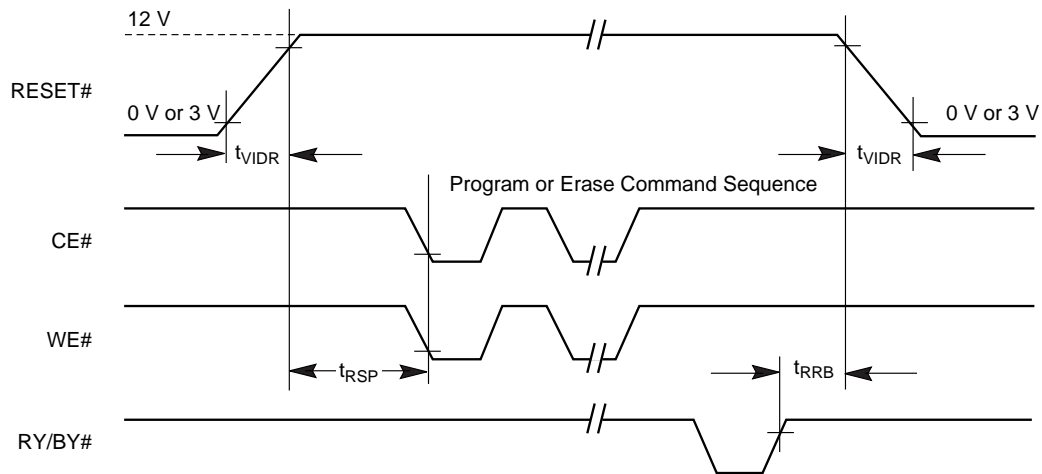 12 V
RESET#
0 V or 3 V
0 V or 3 V
tVIDR
tVIDR
Program or Erase Command Sequence
CE#
WE#
tRSP
tRRB
RY/BY#